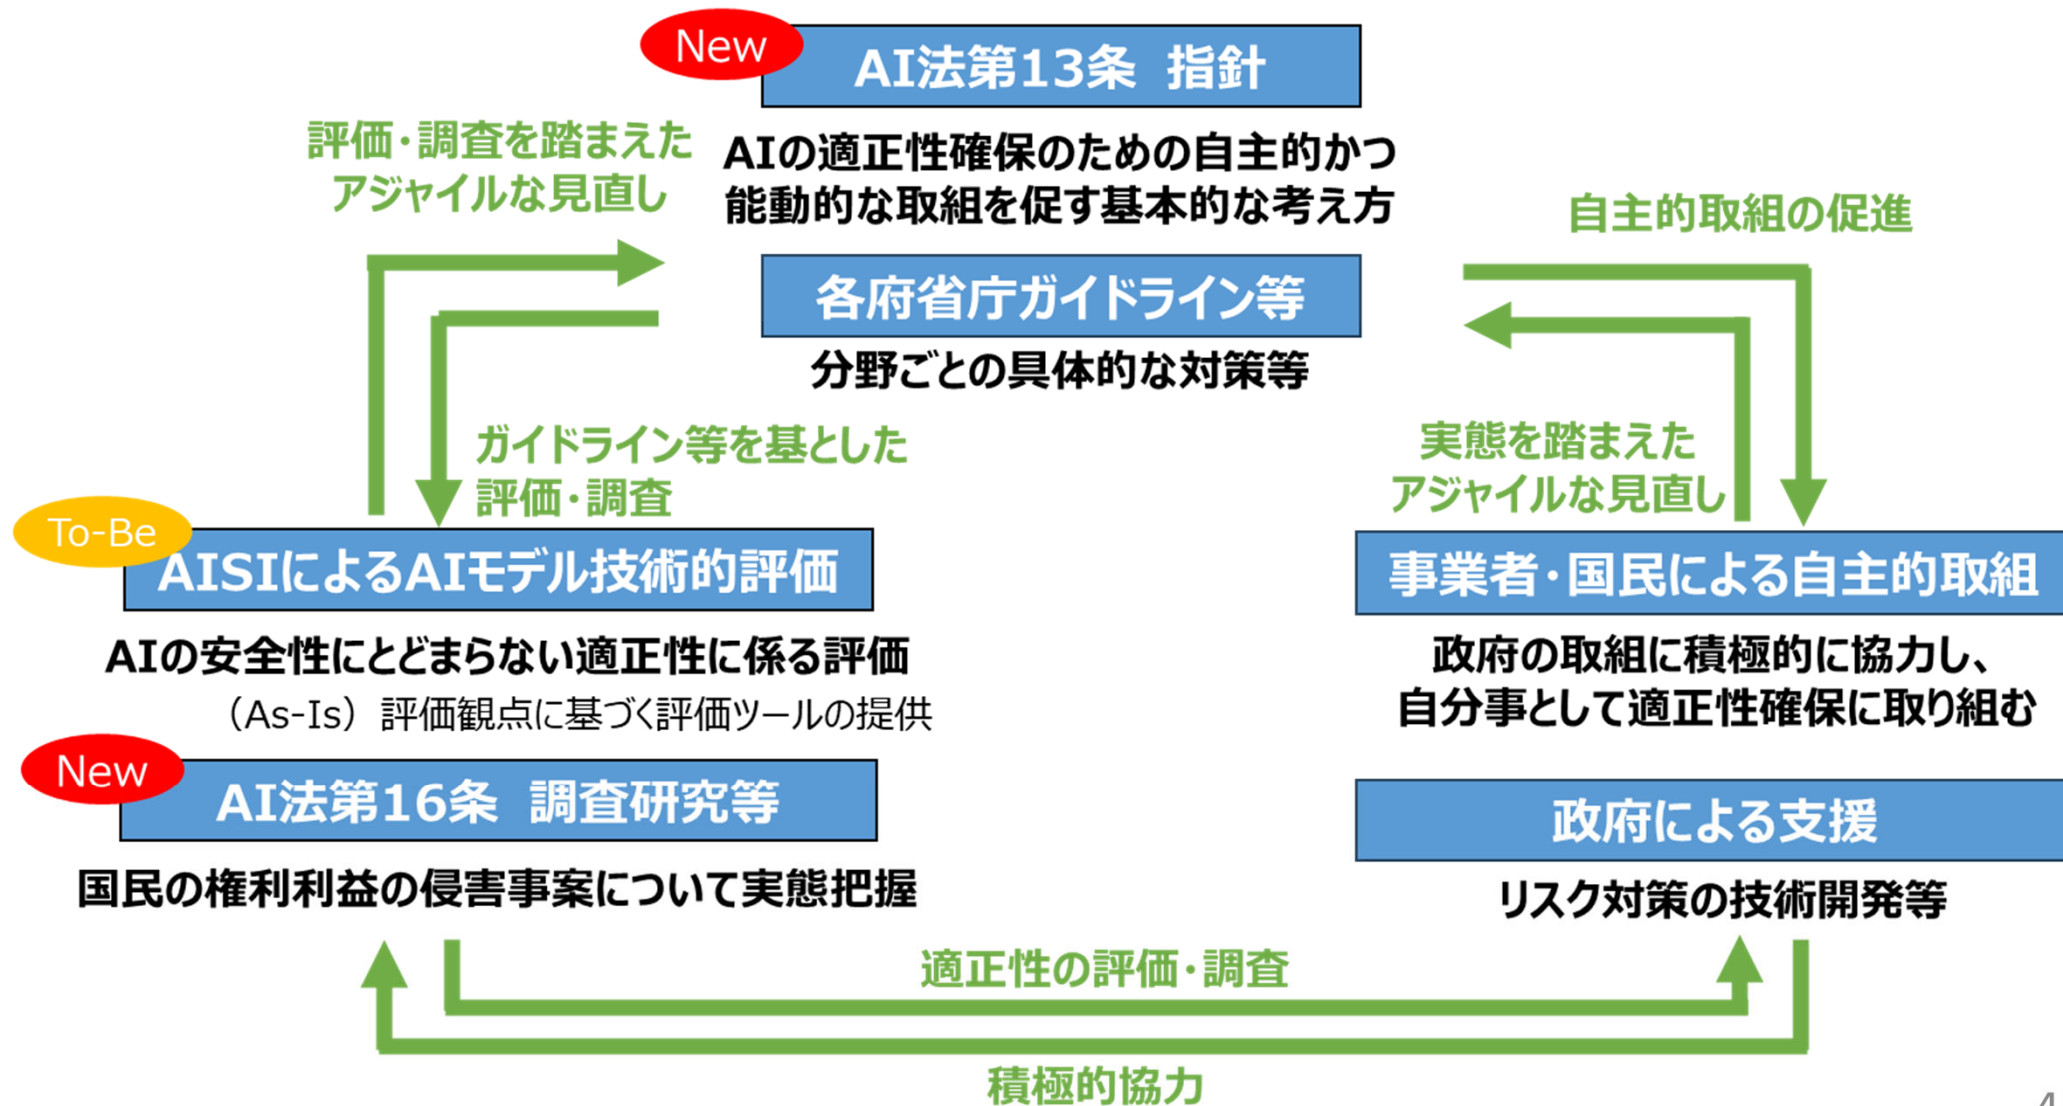 New
AI法第13条 指針
AIの適正性確保のための自主的かつ
能動的な取組を促す基本的な考え方
評価・調査を踏まえた
アジャイルな見直し
自主的取組の促進
各府省庁ガイドライン等
分野ごとの具体的な対策等
ガイドライン等を基とした
評価・調査
実態を踏まえた
アジャイルな見直し
To-Be
AISIによるAIモデル技術的評価
AIの安全性にとどまらない適正性に係る評価
（As-Is）評価観点に基づく評価ツールの提供
事業者・国民による自主的取組
政府の取組に積極的に協力し、
自分事として適正性確保に取り組む
New
AI法第16条 調査研究等
国民の権利利益の侵害事案について実態把握
政府による支援
リスク対策の技術開発等
適正性の評価・調査
積極的協力
4